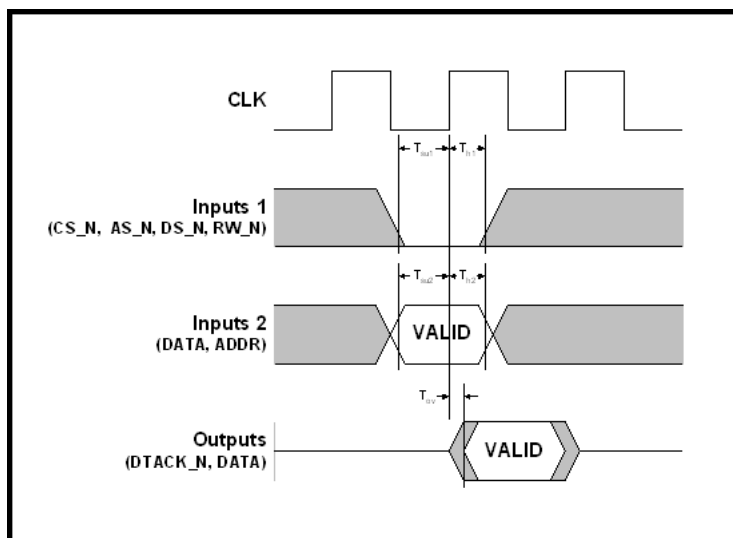 CLK
Tsu1
Th1
Inputs 1
(CS_N, AS_N, DS_N, RW_N)
Tsu2
Th2
Inputs 2
(DATA, ADDR)
VALID
Tov
Outputs
(DTACK_N, DATA)
VALID